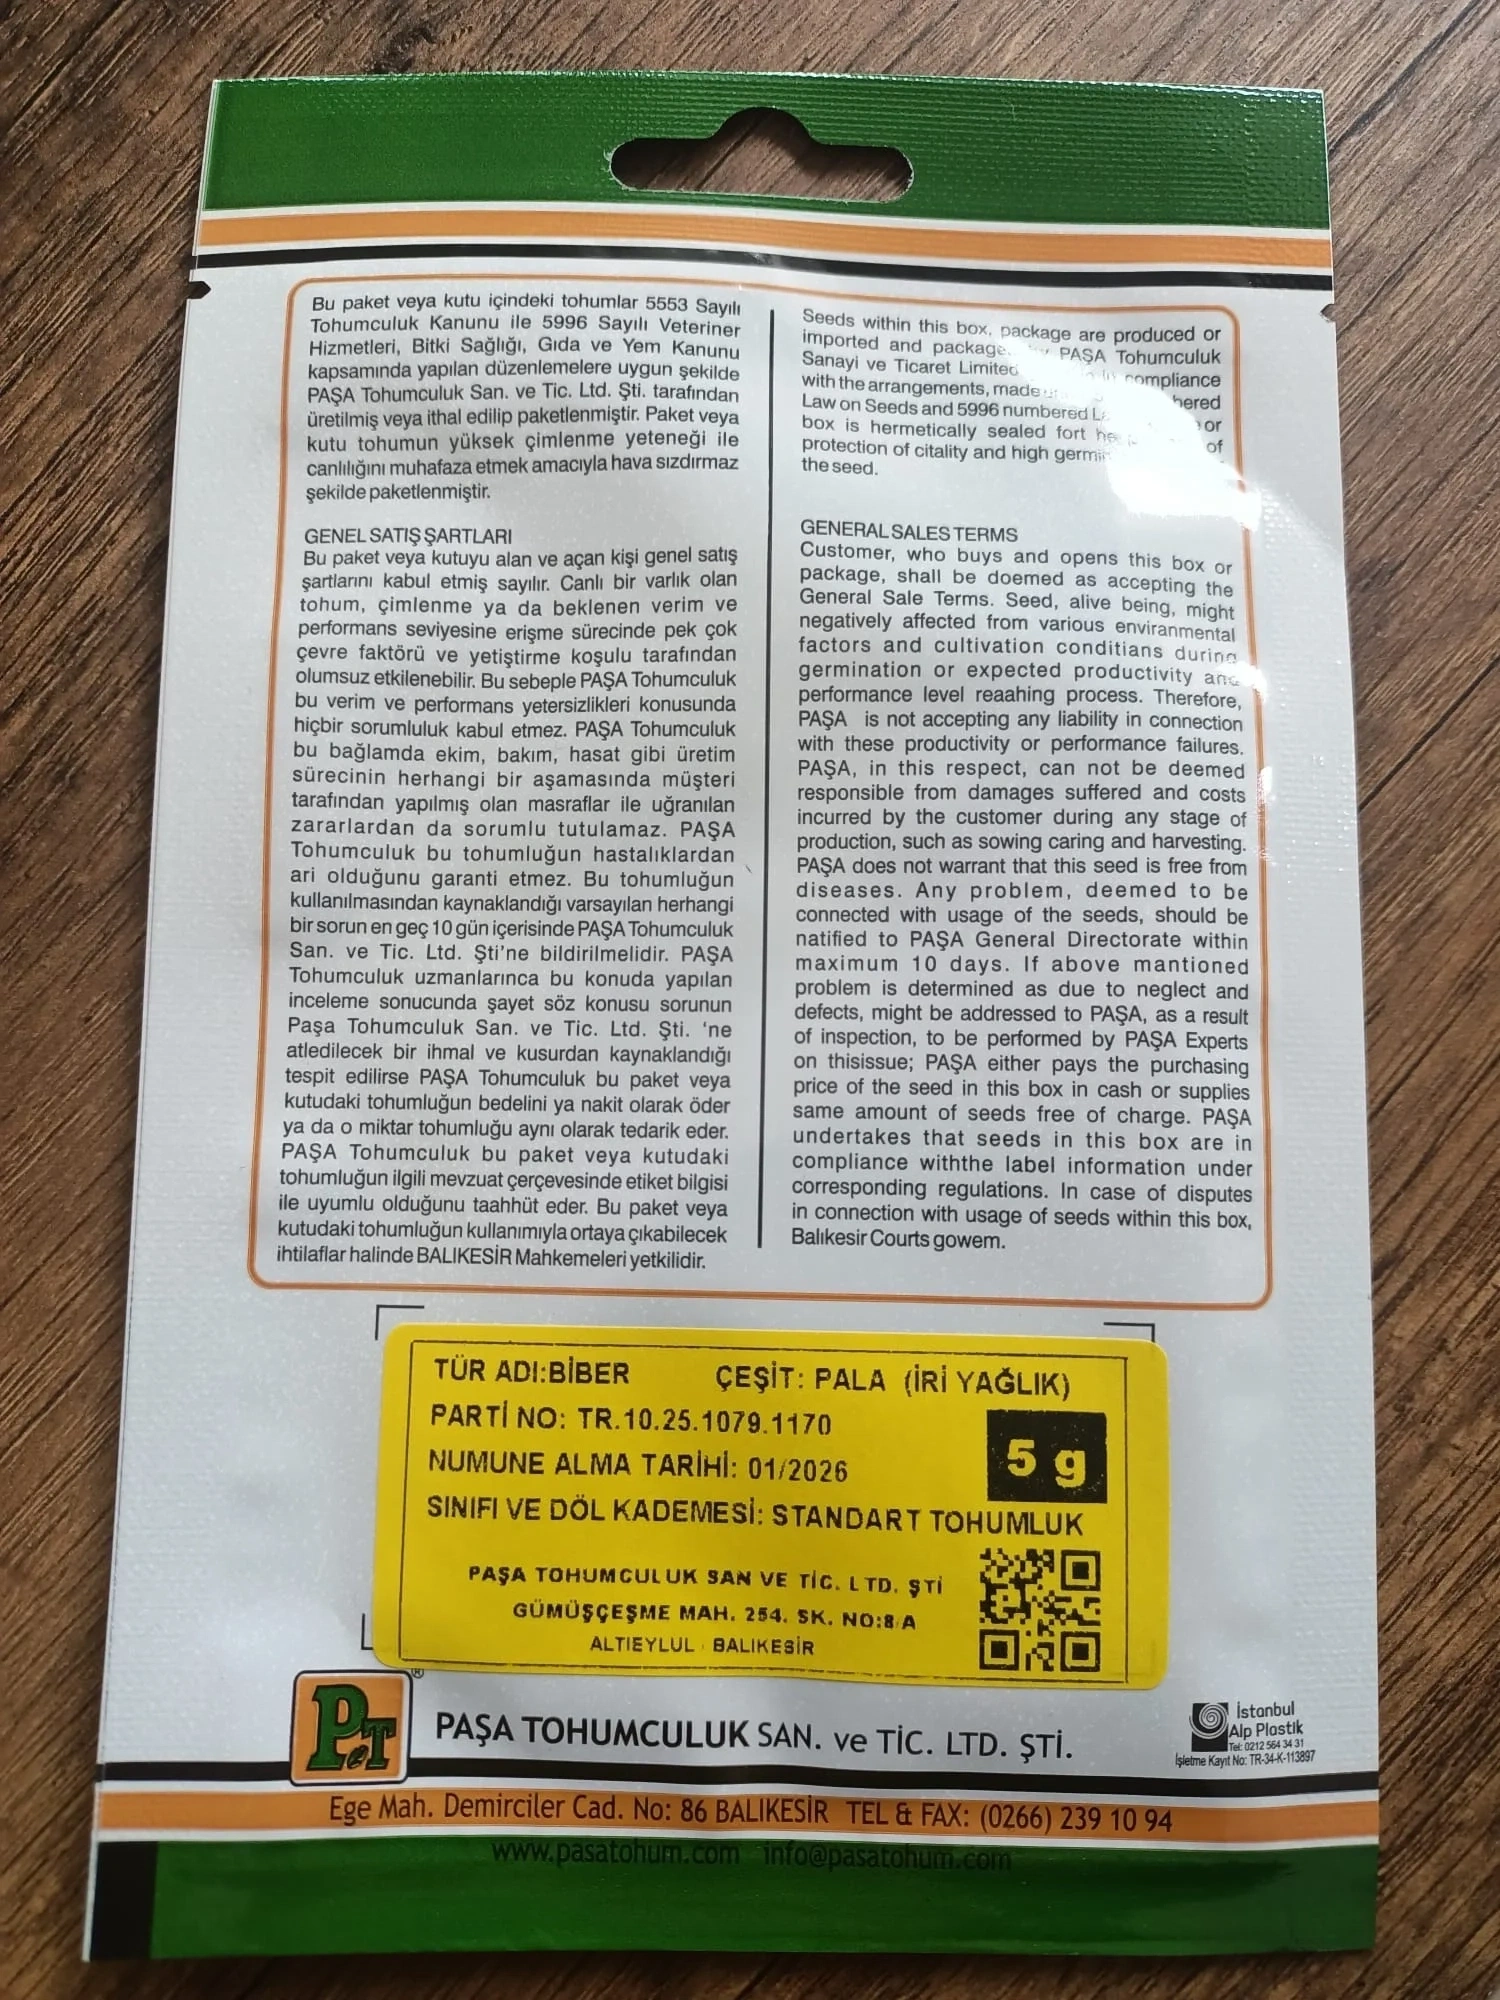 Bu paket veya kutu içindeki tohumlar 5553 Sayılı
Tohumculuk Kanunu ile 5996 Sayılı Veteriner
Hizmetleri, Bitki Sağlığı, Gıda ve Yem Kanunu
kapsamında yapılan düzenlemelere uygun şekilde
PAŞA Tohumculuk San. ve Tic. Ltd. Şti. tarafından
üretilmiş veya ithal edilip paketlenmiştir. Paket veya
kutu tohumun yüksek çimlenme yeteneği ile
canlılığını muhafaza etmek amacıyla hava sızdırmaz
şekilde paketlenmiştir.
GENEL SATIŞ ŞARTLARI
Bu paket veya kutuyu alan ve açan kişi genel satış
şartlarını kabul etmiş sayılır. Canlı bir varlık olan
tohum, çimlenme ya da beklenen verim ve
performans seviyesine erişme sürecinde pek çok
çevre faktörü ve yetiştirme koşulu tarafından
olumsuz etkilenebilir. Bu sebeple PAŞA Tohumculuk
bu verim ve performans yetersizlikleri konusunda
hiçbir sorumluluk kabul etmez. PAŞA Tohumculuk
bu bağlamda ekim, bakım, hasat gibi üretim
sürecinin herhangi bir aşamasında müşteri
tarafından yapılmış olan masraflar ile uğranılan
zararlardan da sorumlu tutulamaz. PAŞA
Tohumculuk bu tohumluğun hastalıklardan
ari olduğunu garanti etmez. Bu tohumluğun
kullanılmasından kaynaklandığı varsayılan herhangi
bir sorun en geç 10 gün içerisinde PAŞA Tohumculuk
San. ve Tic. Ltd. Şti'ne bildirilmelidir. PAŞA
Tohumculuk uzmanlarınca bu konuda yapılan
inceleme sonucunda şayet söz konusu sorunun
Paşa Tohumculuk San. ve Tic. Ltd. Şti. 'ne
atledilecek bir ihmal ve kusurdan kaynaklandığı
tespit edilirse PAŞA Tohumculuk bu paket veya
kutudaki tohumluğun bedelini ya nakit olarak öder
ya da o miktar tohumluğu aynı olarak tedarik eder.
PAŞA Tohumculuk bu paket veya kutudaki
tohumluğun ilgili mevzuat çerçevesinde etiket bilgisi
ile uyumlu olduğunu taahhüt eder. Bu paket veya
kutudaki tohumluğun kullanımıyla ortaya çıkabilecek
ihtilaflar halinde BALIKESİR Mahkemeleri yetkilidir.
Seeds within this box, package are produced or
imported and PAŞA Tohumculuk
Sanayi ve Ticaret Limited compliance
with the arrangements, made
Law on Seeds and 5996 numbered or
box is hermetically sealed fort of
protection of citality and high
the seed.
GENERAL SALES TERMS
Customer, who buys and opens this box or
package, shall be doemed as accepting the
General Sale Terms. Seed, alive being, might
negatively affected from various enviranmental
factors and cultivation conditians during
germination or expected productivity and
performance level reaahing process. Therefore,
PAŞA is not accepting any liability in connection
with these productivity or performance failures.
PAŞA, in this respect, can not be deemed
responsible from damages suffered and costs
incurred by the customer during any stage of
production, such as sowing caring and harvesting.
PAŞA does not warrant that this seed is free from
diseases. Any problem, deemed to be
connected with usage of the seeds, should be
natified to PAŞA General Directorate within
maximum 10 days. If above mantioned
problem is determined as due to neglect and
defects, might be addressed to PAŞA, as a result
of inspection, to be performed by PAŞA Experts
on thisissue; PAŞA either pays the purchasing
price of the seed in this box in cash or supplies
same amount of seeds free of charge. PAŞA
undertakes that seeds in this box are in
compliance withthe label information under
corresponding regulations. In case of disputes
in connection with usage of seeds within this box,
Balıkesir Courts gowem.
TÜR ADI:BİBER ÇEŞİT: PALA (İRİ YAĞLIK)
PARTİ NO: TR.10.25.1079.1170
5 g
NUMUNE ALMA TARİHİ: 01/2026
SINIFI VE DÖL KADEMESİ: STANDART TOHUMLUK
PAŞA TOHUMCULUK SAN VE TİC. LTD. ŞTİ
GÜMÜŞÇEŞME MAH. 254. SK. NO:8/A
ALTIEYLUL BALIKESİR
PeT ®
PAŞA TOHUMCULUK SAN. ve TİC. LTD. ŞTİ.
İstanbul
Alp Plastik
Tel: 0212 564 34 31
İşletme Kayıt No: TR-34-K-113897
Ege Mah. Demirciler Cad. No: 86 BALIKESİR TEL & FAX: (0266) 239 10 94
www.pasatohum.com info@pasatohum.com